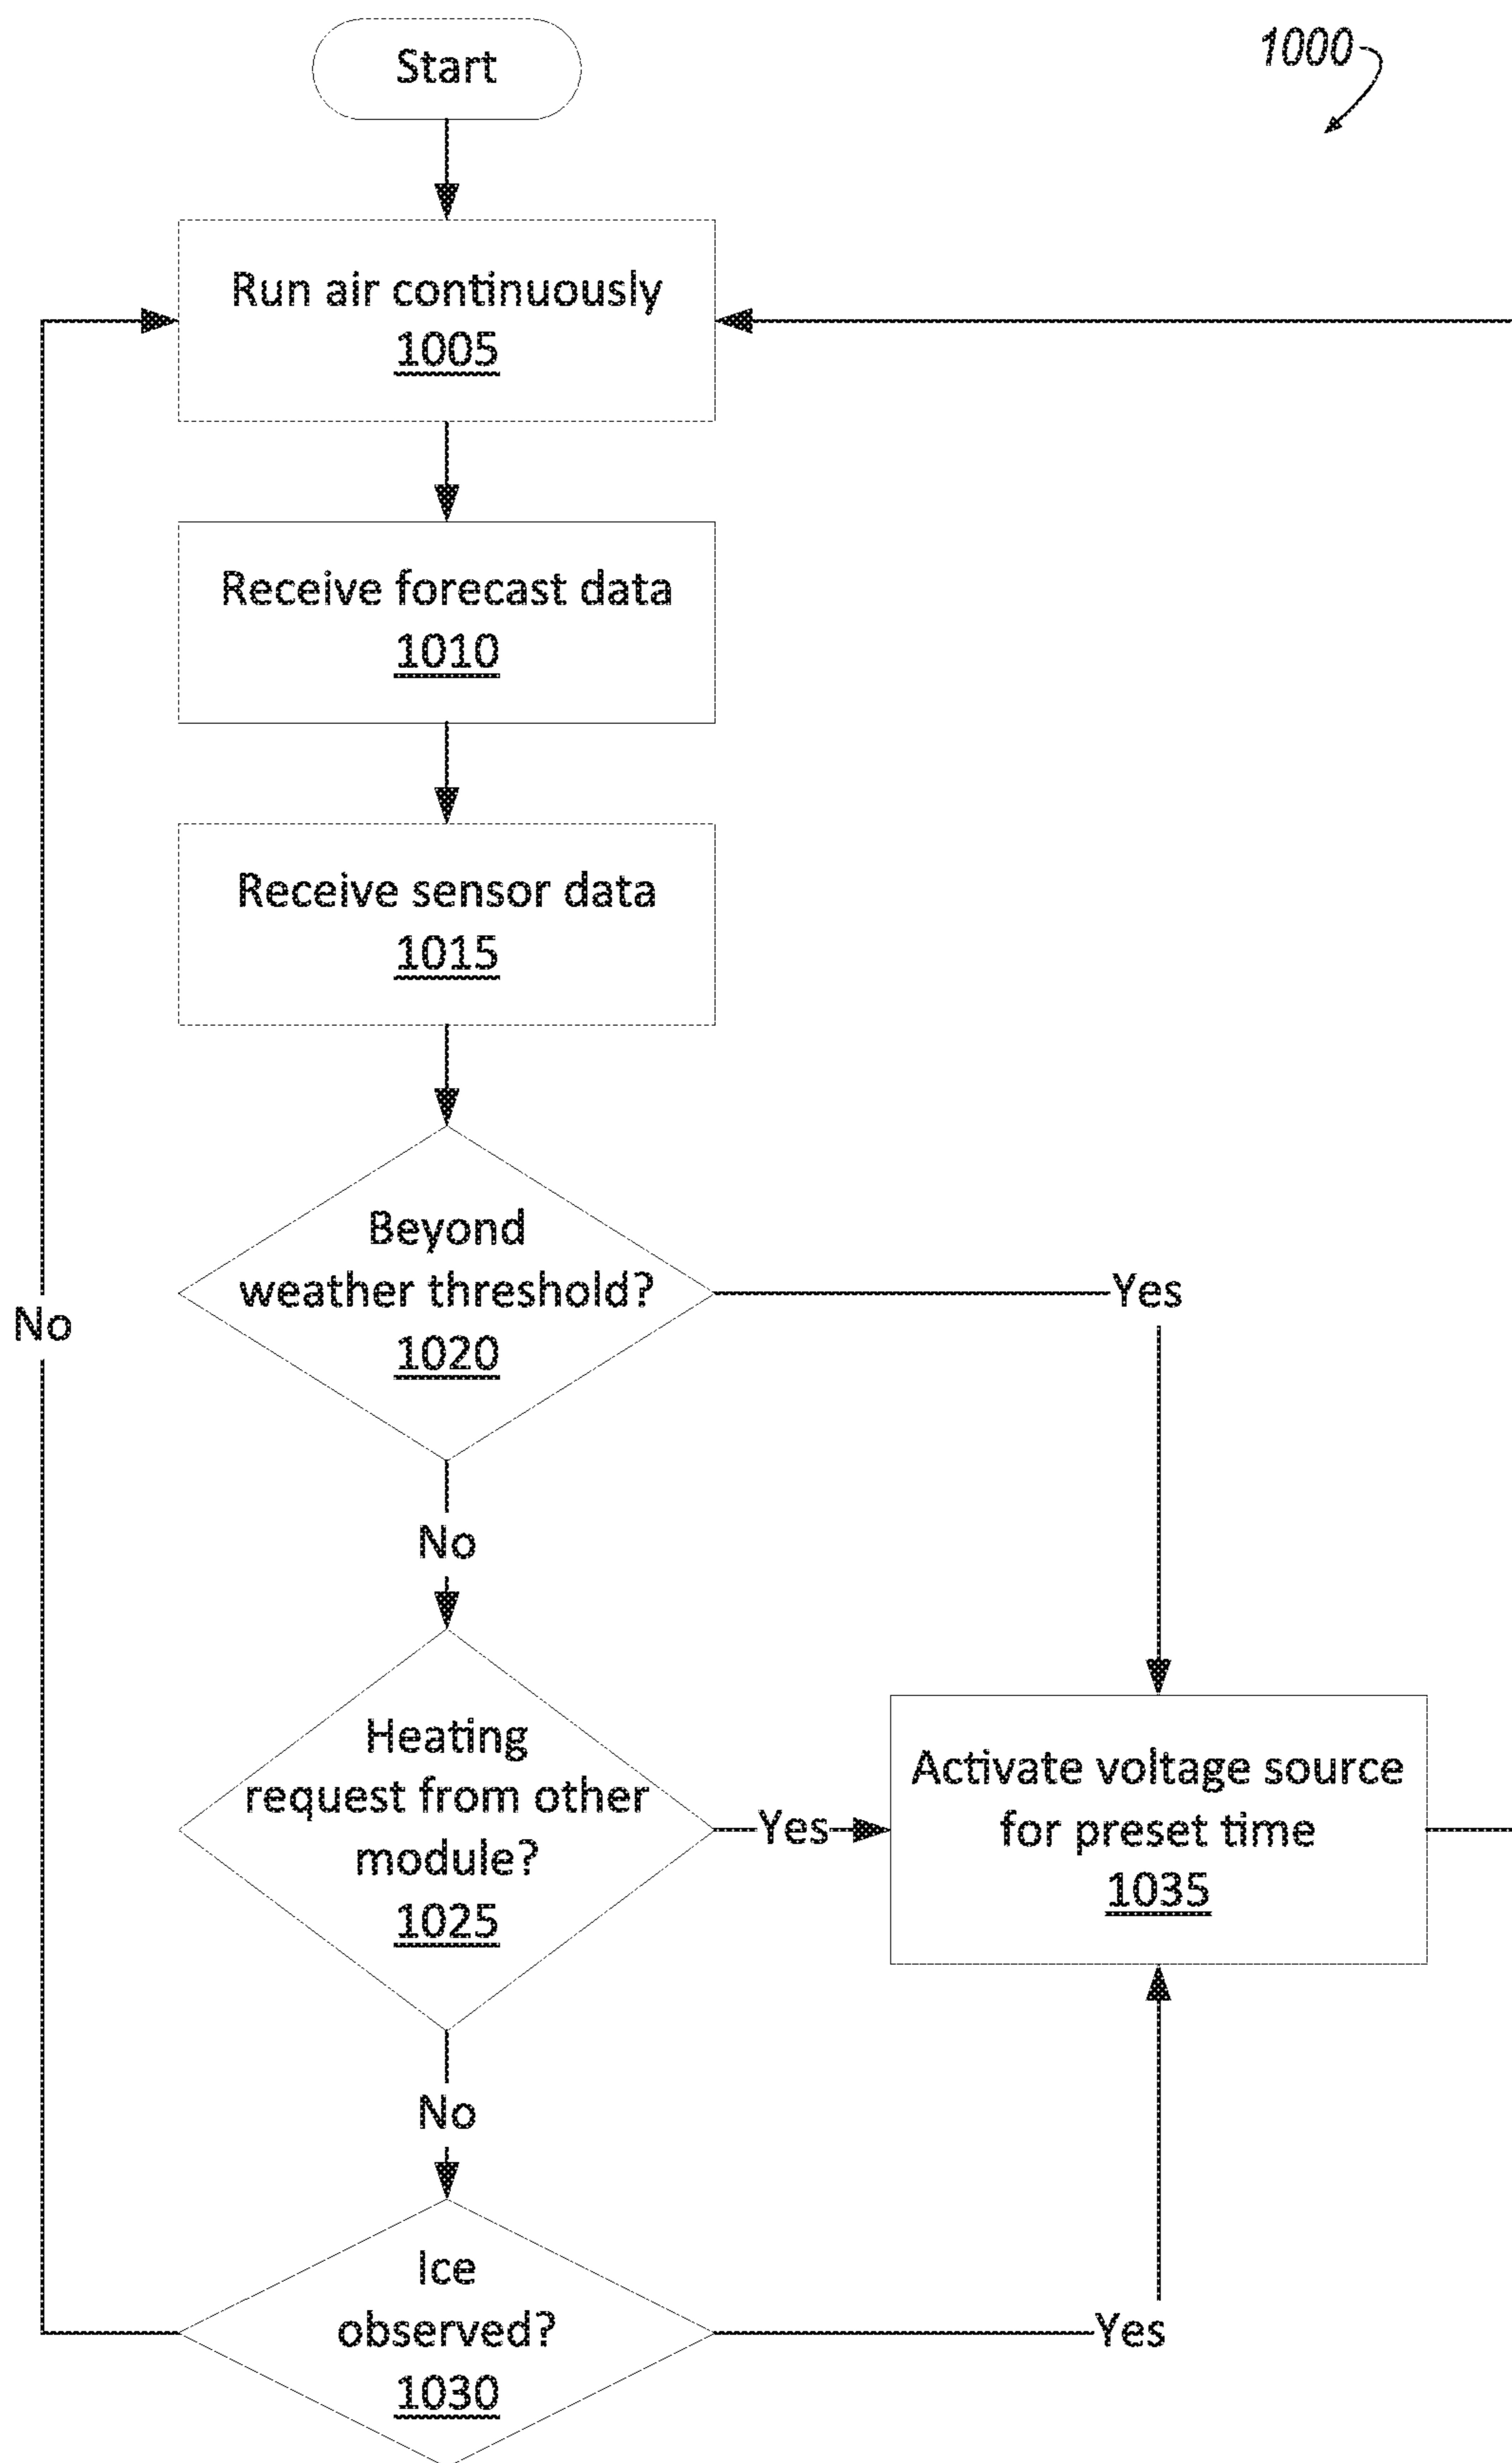 Start
1000
Run air continuously
1005
Receive forecast data
1010
Receive sensor data
1015
Beyond
weather threshold?
1020
Yes
No
No
Heating
request from other
module?
1025
Yes
Activate voltage source
for preset time
1035
No
Ice
observed?
1030
Yes